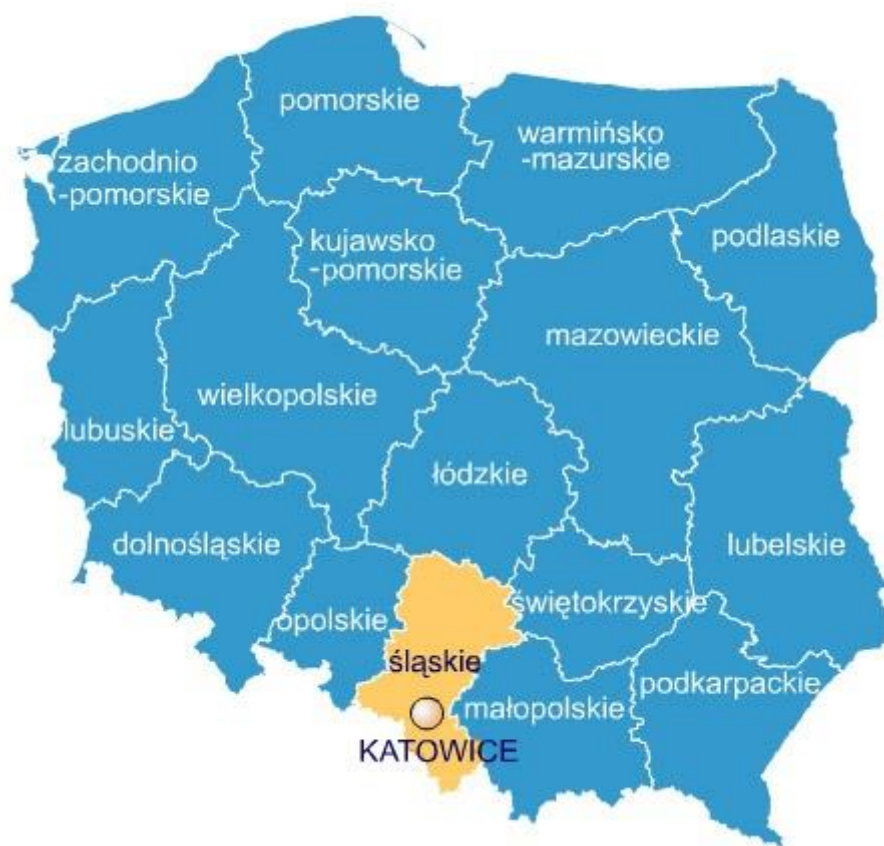 pomorskie
warmińsko
-mazurskie
zachodnio
-pomorskie
podlaskie
kujawsko
-pomorskie
mazowieckie
wielkopolskie
lubuskie
łódzkie
dolnośląskie
lubelskie
świętokrzyskie
opolskie
śląskie
podkarpackie
małopolskie
KATOWICE